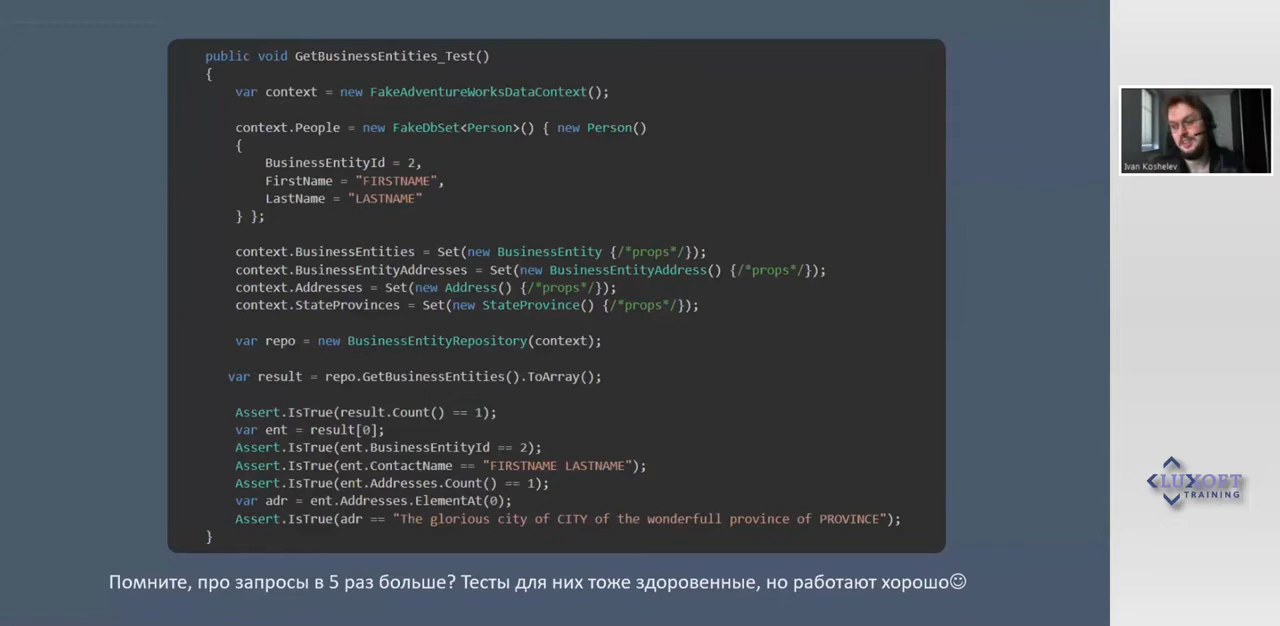 public void GetBusinessEntities_Test()
{
var context = new FakeAdventureWorksDataContext();
context.People = new FakeDbSet<Person>() { new Person()
{
BusinessEntityId = 2,
FirstName = "FIRSTNAME",
LastName = "LASTNAME"
} };
context.BusinessEntities = Set(new BusinessEntity {/*props*/});
context.BusinessEntityAddresses = Set(new BusinessEntityAddress() {/*props*/});
context.Addresses = Set(new Address() {/*props*/});
context.StateProvinces = Set(new StateProvince() {/*props*/});
var repo = new BusinessEntityRepository(context);
var result = repo.GetBusinessEntities().ToArray();
Assert.IsTrue(result.Count() == 1);
var ent = result[0];
Assert.IsTrue(ent.BusinessEntityId == 2);
Assert.IsTrue(ent.ContactName == "FIRSTNAME LASTNAME");
Assert.IsTrue(ent.Addresses.Count() == 1);
var adr = ent.Addresses.ElementAt(0);
Assert.IsTrue(adr == "The glorious city of CITY of the wonderfull province of PROVINCE");
}
Помните, про запросы в 5 раз больше? Тесты для них тоже здоровенные, но работают хорошо☺
Ivan Koshelev
LUXOFT
TRAINING